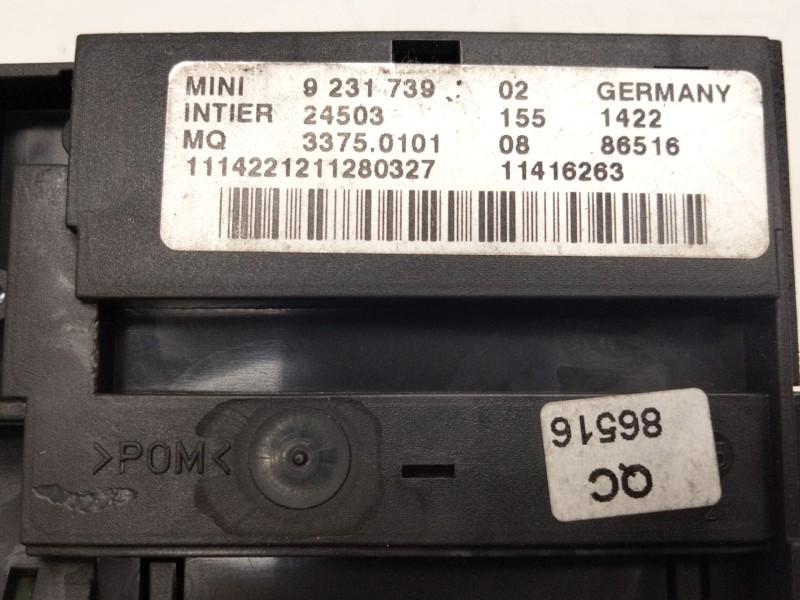 MINI 9 231 739 02 GERMANY
INTIER 24503 155 1422
MQ 3375.0101 08 86516
1114221211280327 11416263
>POM<
QC
86516